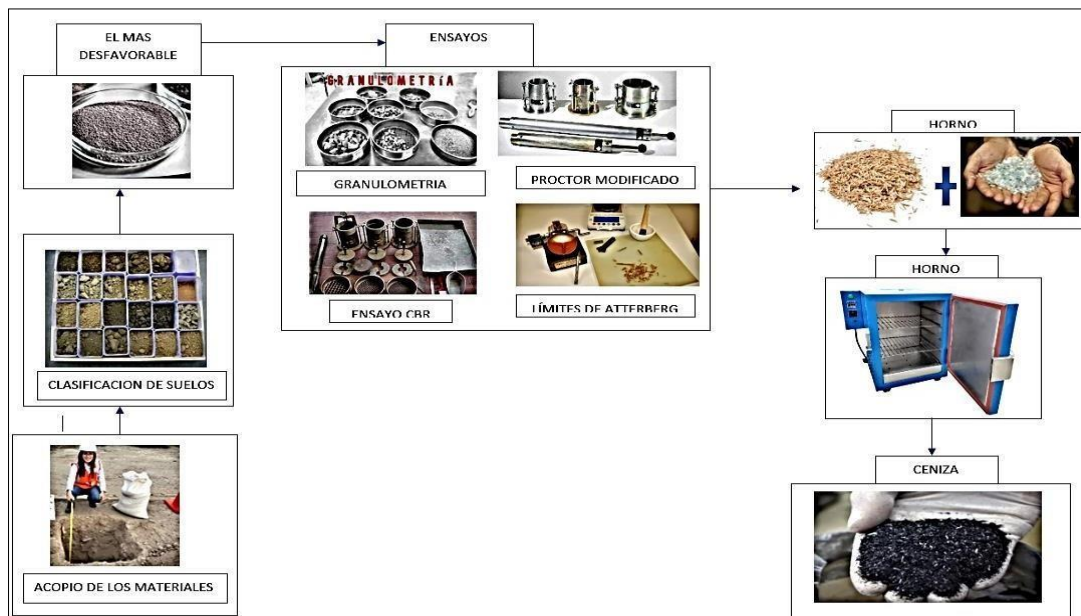 EL MAS
DESFAVORABLE
ENSAYOS
GRANULOMETRÍA
GRANULOMETRIA
PROCTOR MODIFICADO
ENSAYO CBR
LÍMITES DE ATTERBERG
HORNO
HORNO
CENIZA
CLASIFICACION DE SUELOS
ACOPIO DE LOS MATERIALES